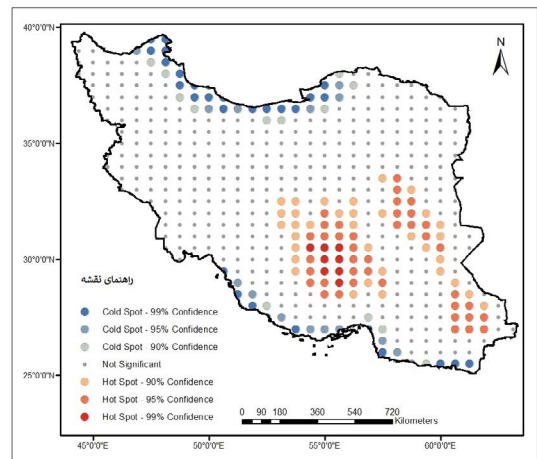 40°0'0"N
N
35°0'0"N
30°0'0"N
راهنمای نقشه
Cold Spot - 99% Confidence
Cold Spot - 95% Confidence
Cold Spot - 90% Confidence
Not Significant
25°0'0"N
Hot Spot - 90% Confidence
Hot Spot - 95% Confidence
Hot Spot - 99% Confidence
0 90 180 360 540 720
Kilometers
45°0'0"E 50°0'0"E 55°0'0"E 60°0'0"E